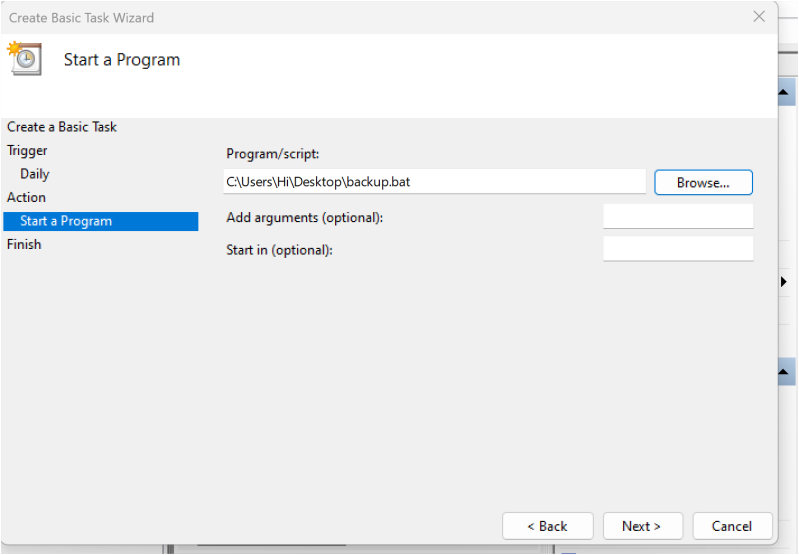 Create Basic Task Wizard
Start a Program
Create a Basic Task
Trigger
Daily
Action
Start a Program
Finish
Program/script:
C:\Users\Hi\Desktop\backup.bat
Browse...
Add arguments (optional):
Start in (optional):
< Back
Next >
Cancel